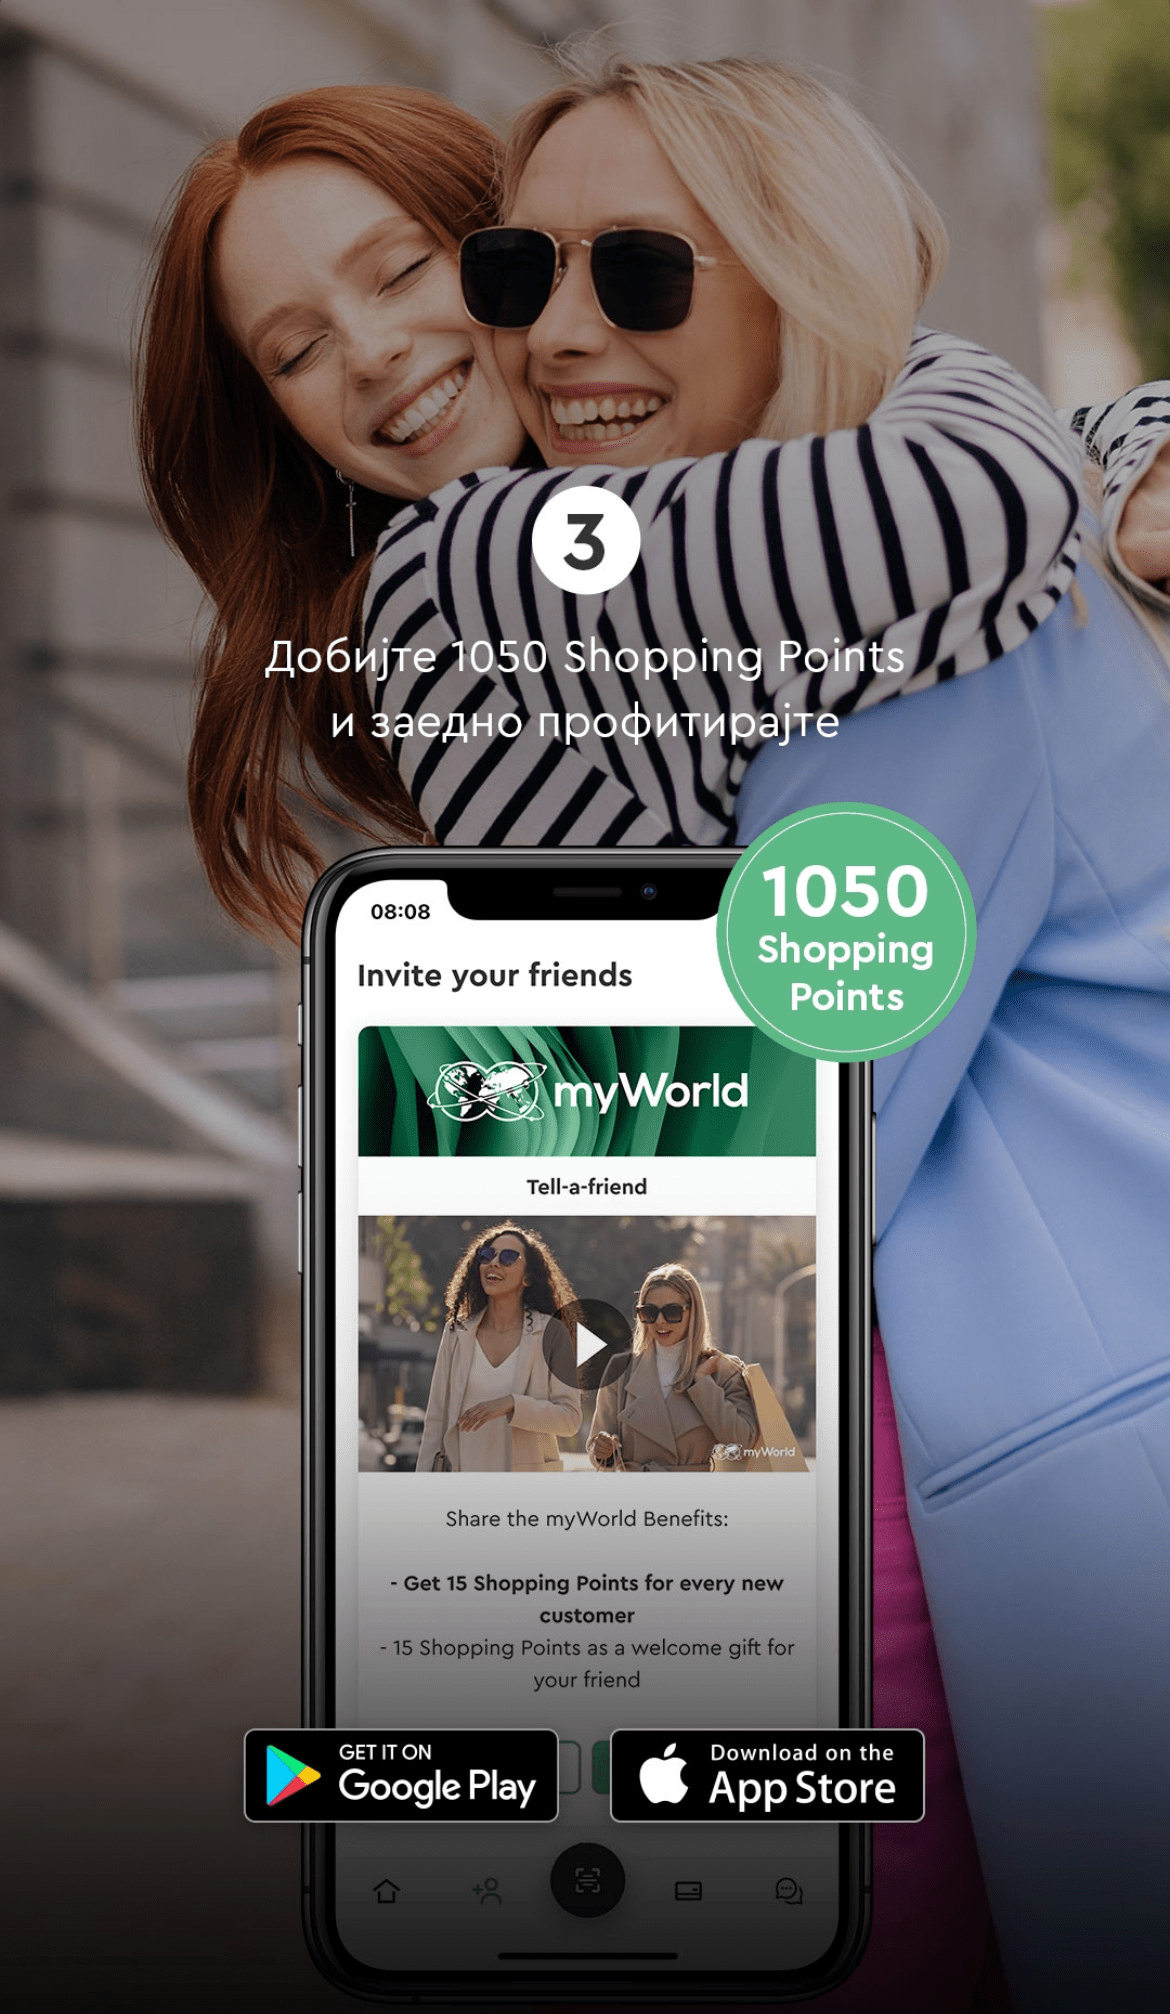 3
Добијте 1050 Shopping Points
и заедно профитирајте
1050
Shopping
Points
08:08
Invite your friends
myWorld
Tell-a-friend
myWorld
Share the myWorld Benefits:
- Get 15 Shopping Points for every new
customer
- 15 Shopping Points as a welcome gift for
your friend
GET IT ON
Google Play
Download on the
App Store